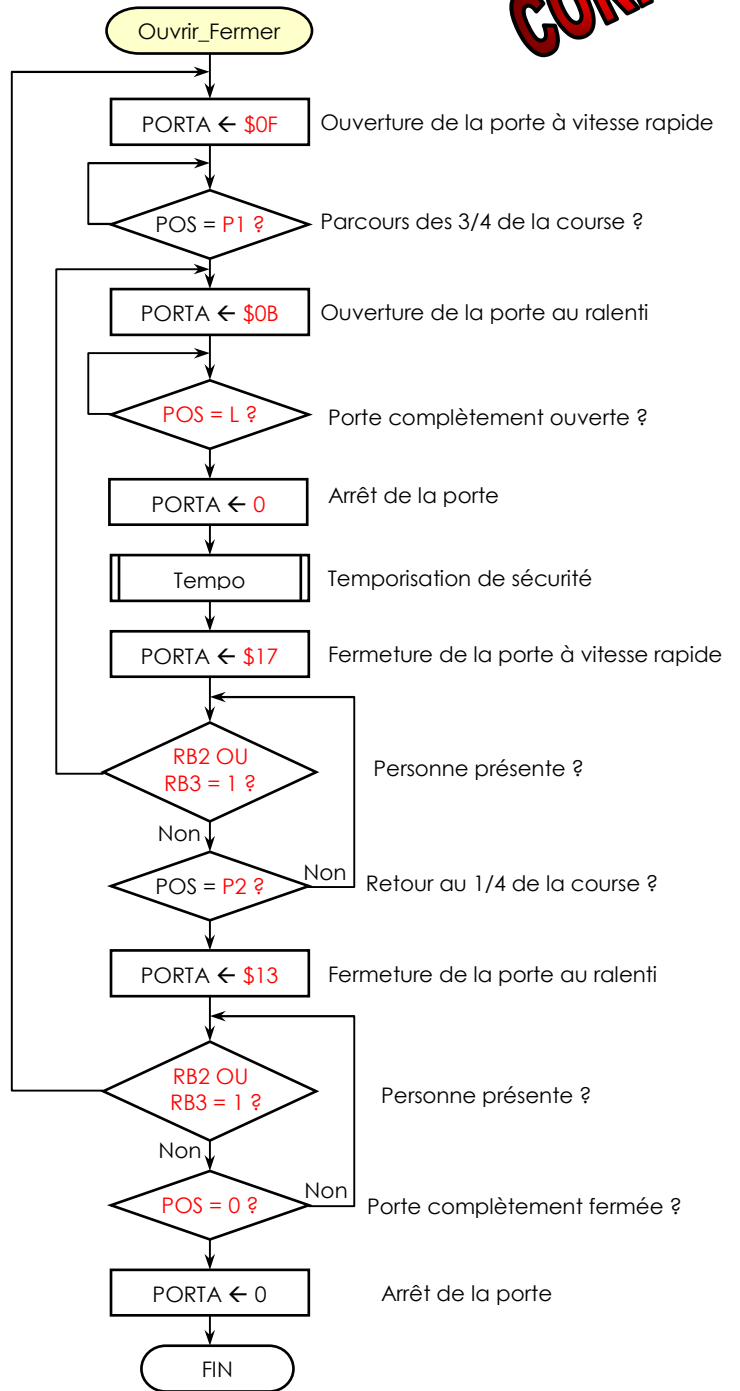 Ouvrir_Fermer
PORTA ← $0F Ouverture de la porte à vitesse rapide
POS = P1 ? Parcours des 3/4 de la course ?
PORTA ← $0B Ouverture de la porte au ralenti
POS = L ? Porte complètement ouverte ?
PORTA ← 0 Arrêt de la porte
Tempo Temporisation de sécurité
PORTA ← $17 Fermeture de la porte à vitesse rapide
RB2 OU
RB3 = 1 ? Personne présente ?
Non
POS = P2 ? Non Retour au 1/4 de la course ?
PORTA ← $13 Fermeture de la porte au ralenti
RB2 OU
RB3 = 1 ? Personne présente ?
Non
POS = 0 ? Non Porte complètement fermée ?
PORTA ← 0 Arrêt de la porte
FIN